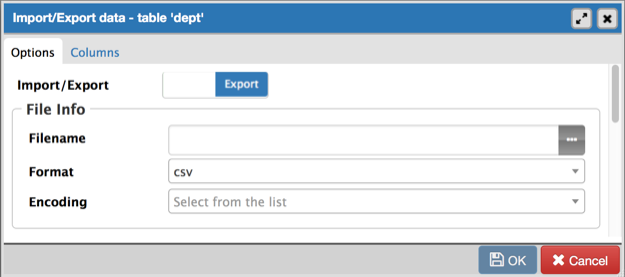 Import/Export data - table 'dept'
Options Columns
Import/Export Export
File Info
Filename
Format csv
Encoding Select from the list
OK Cancel